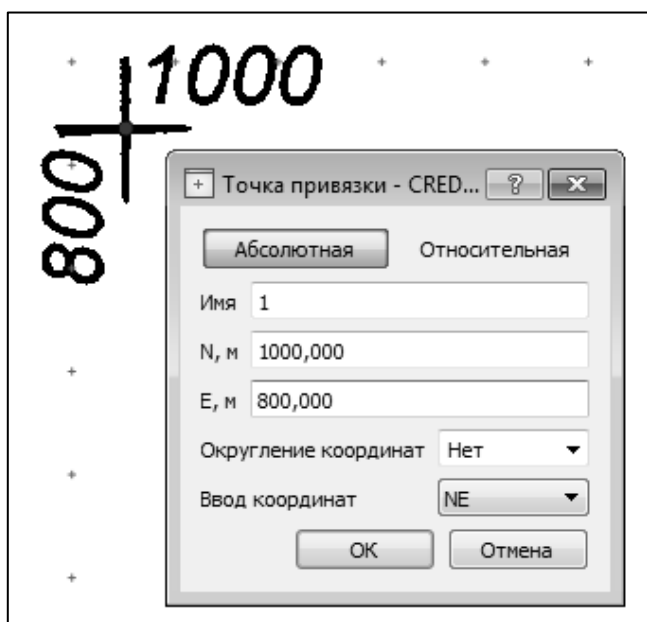 1000
800
Точка привязки - CRED...
Абсолютная Относительная
Имя 1
N, м 1000,000
E, м 800,000
Округление координат Нет
Ввод координат NE
OK Отмена